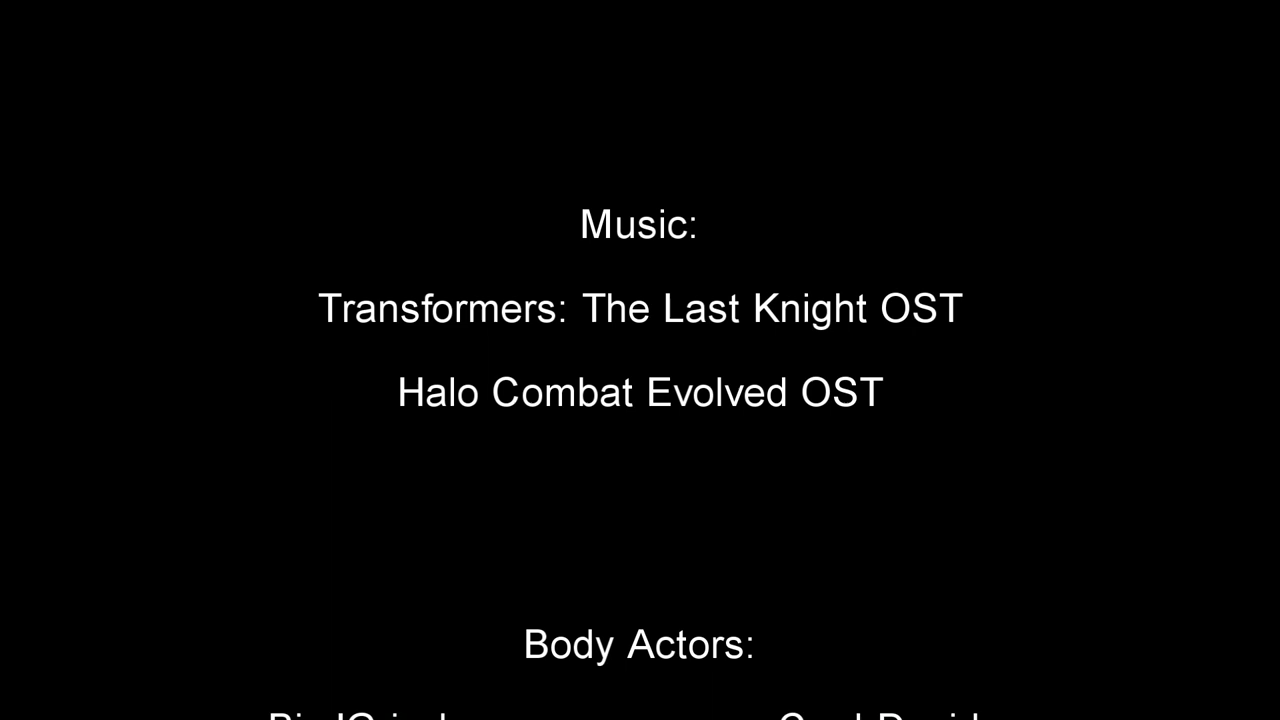 Music:
Transformers: The Last Knight OST
Halo Combat Evolved OST
Body Actors: